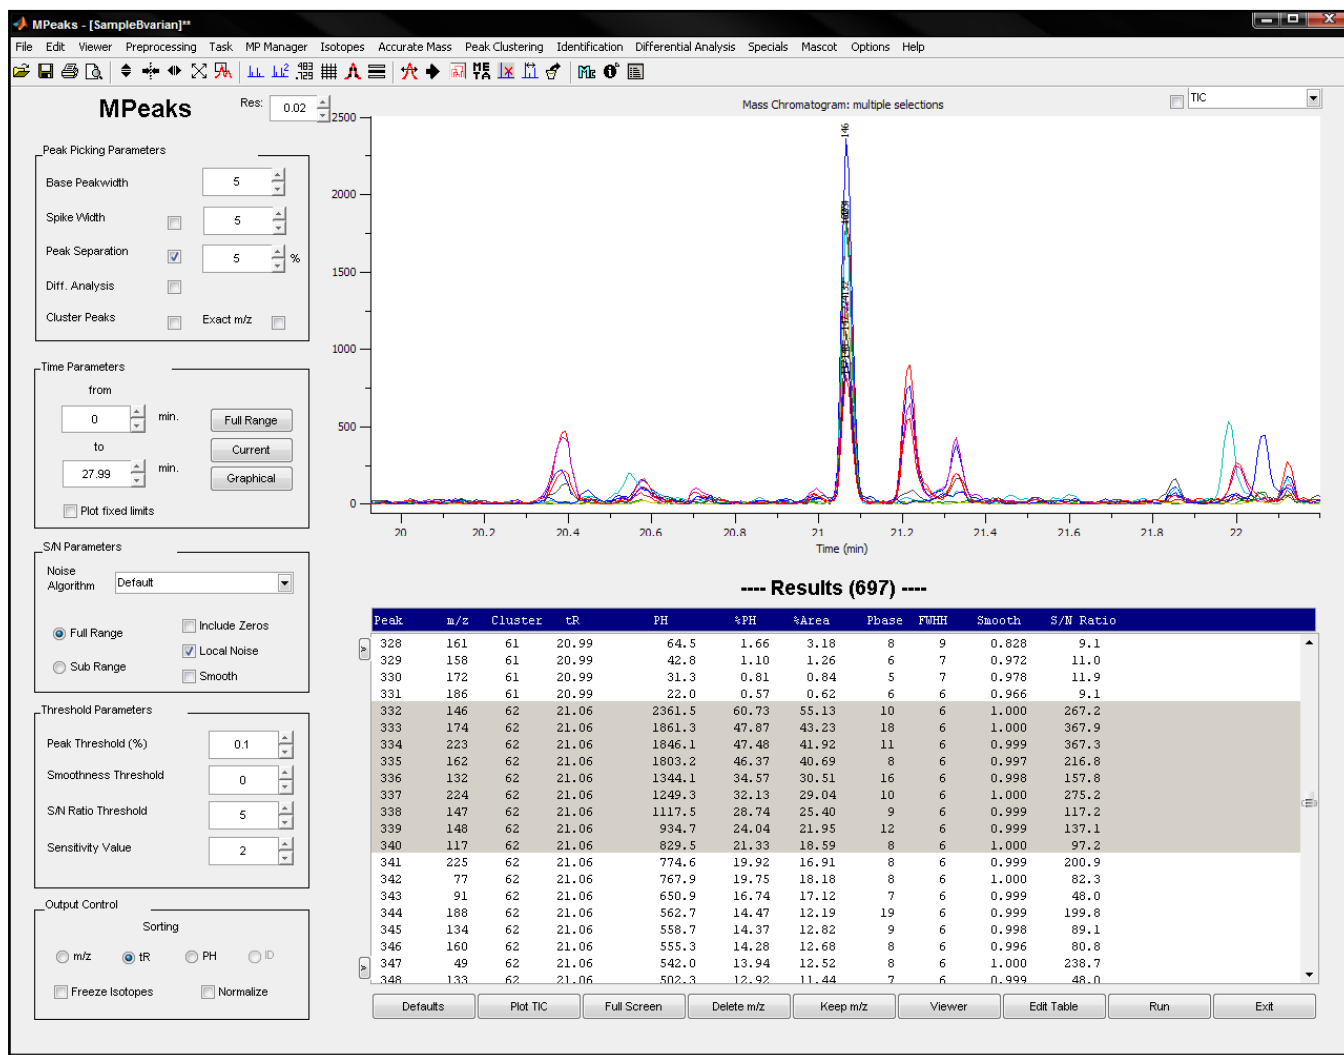 MPeaks - [SampleBvarian]**
File Edit Viewer Preprocessing Task MP Manager Isotopes Accurate Mass Peak Clustering Identification Differential Analysis Specials Mascot Options Help
MPeaks
Res: 0.02
Peak Picking Parameters
Base Peakwidth 5
Spike Width 5
Peak Separation 5 %
Diff. Analysis
Cluster Peaks Exact m/z
Time Parameters
from
0 min. Full Range
to Current
27.99 min. Graphical
Plot fixed limits
S/N Parameters
Noise Algorithm Default
Full Range Include Zeros
Local Noise
Sub Range Smooth
Threshold Parameters
Peak Threshold (%) 0.1
Smoothness Threshold 0
S/N Ratio Threshold 5
Sensitivity Value 2
Output Control
Sorting
m/z tR PH ID
Freeze Isotopes Normalize
Mass Chromatogram: multiple selections
TIC
2500
2000
1500
1000
500
0
146
20 20.2 20.4 20.6 20.8 21 21.2 21.4 21.6 21.8 22
Time (min)
---- Results (697) ----
Peak m/z Cluster tR PH %PH %Area Pbase FWHH Smooth S/N Ratio
328 161 61 20.99 64.5 1.66 3.18 8 9 0.828 9.1
329 158 61 20.99 42.8 1.10 1.26 6 7 0.972 11.0
330 172 61 20.99 31.3 0.81 0.84 5 7 0.978 11.9
331 186 61 20.99 22.0 0.57 0.62 6 6 0.966 9.1
332 146 62 21.06 2361.5 60.73 55.13 10 6 1.000 267.2
333 174 62 21.06 1861.3 47.87 43.23 18 6 1.000 367.9
334 223 62 21.06 1846.1 47.48 41.92 11 6 0.999 367.3
335 162 62 21.06 1803.2 46.37 40.69 8 6 0.997 216.8
336 132 62 21.06 1344.1 34.57 30.51 16 6 0.998 157.8
337 224 62 21.06 1249.3 32.13 29.04 10 6 1.000 275.2
338 147 62 21.06 1117.5 28.74 25.40 9 6 0.999 117.2
339 148 62 21.06 934.7 24.04 21.95 12 6 0.999 137.1
340 117 62 21.06 829.5 21.33 18.59 8 6 1.000 97.2
341 225 62 21.06 774.6 19.92 16.91 8 6 0.999 200.9
342 77 62 21.06 767.9 19.75 18.18 8 6 1.000 82.3
343 91 62 21.06 650.9 16.74 17.12 7 6 0.999 48.0
344 188 62 21.06 562.7 14.47 12.19 19 6 0.999 199.8
345 134 62 21.06 558.7 14.37 12.82 9 6 0.998 89.1
346 160 62 21.06 555.3 14.28 12.68 8 6 0.996 80.8
347 49 62 21.06 542.0 13.94 12.52 8 6 1.000 238.7
348 133 62 21.06 502.3 12.92 11.44 7 6 0.999 48.0
Defaults Plot TIC Full Screen Delete m/z Keep m/z Viewer Edit Table Run Exit